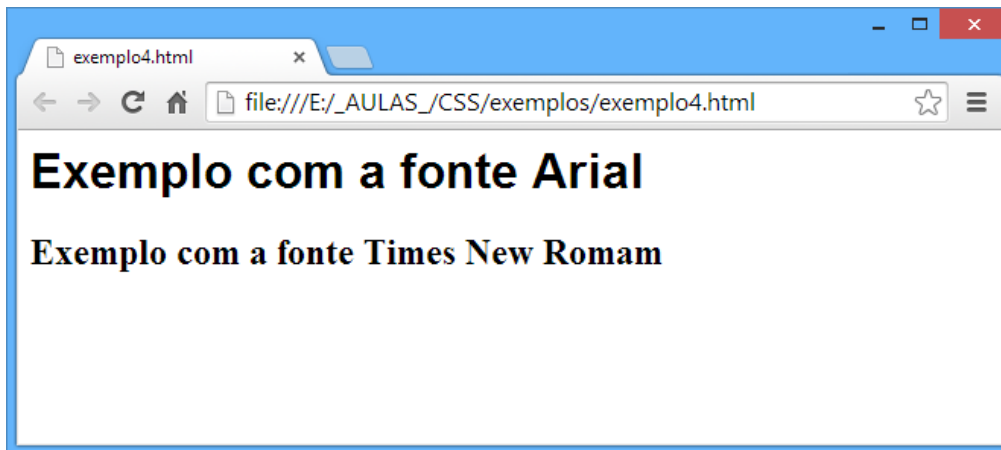 exemplo4.html
file:///E:/_AULAS_/CSS/exemplos/exemplo4.html
Exemplo com a fonte Arial
Exemplo com a fonte Times New Romam